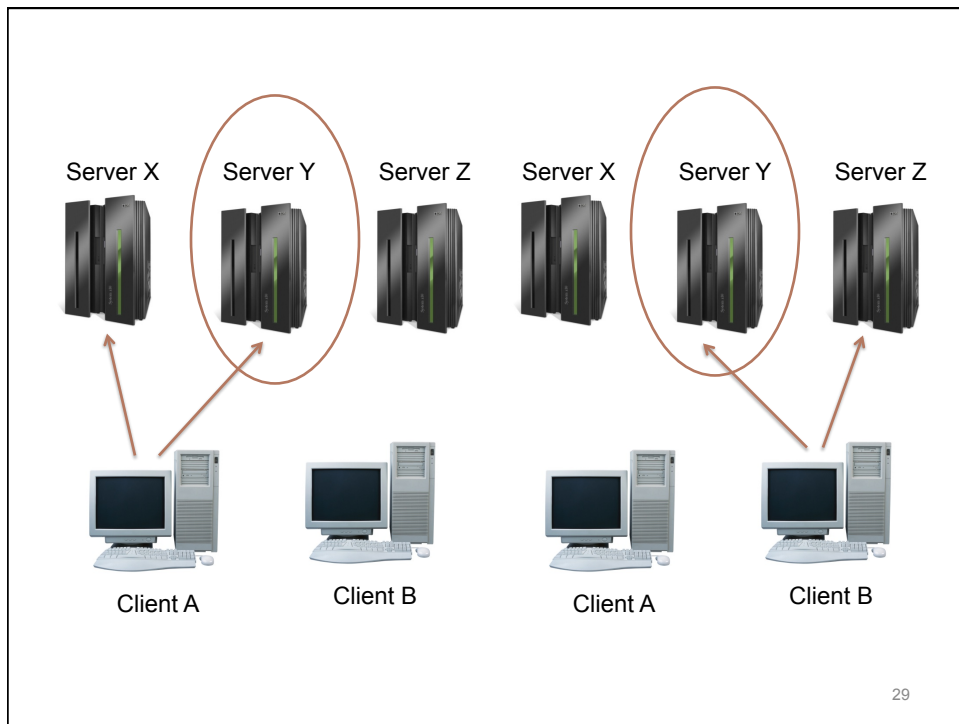 Server X Server Y Server Z Server X Server Y Server Z
Client A Client B Client A Client B
29